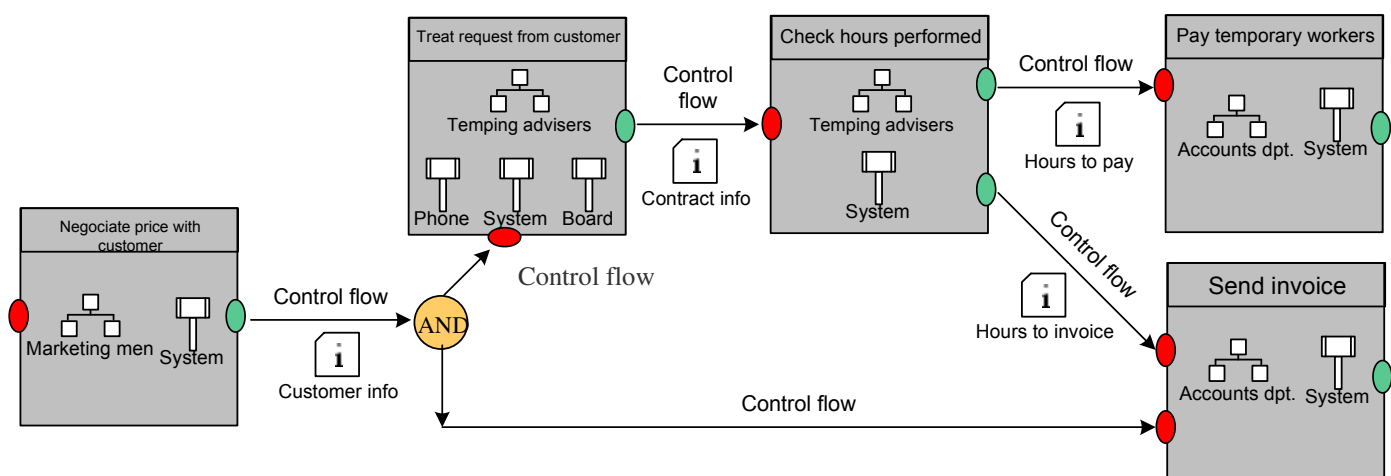 Treat request from customer
Temping advisers
Phone System Board
Control
flow
i
Contract info
Check hours performed
Temping advisers
System
Control flow
i
Hours to pay
Pay temporary workers
Accounts dpt. System
Negociate price with
customer
Marketing men System
Control flow
i
Customer info
AND
Control flow
Control flow
i
Hours to invoice
Control flow
Send invoice
Accounts dpt. System